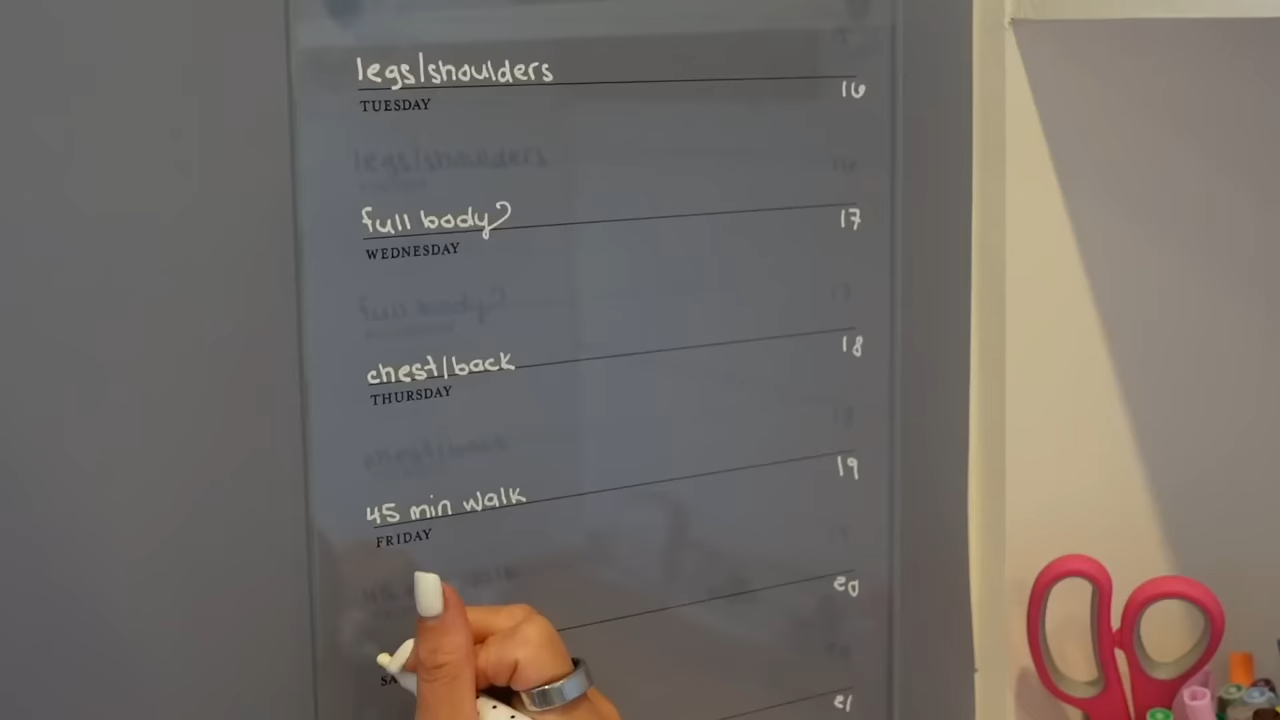 legs/shoulders
TUESDAY 16
full body?
WEDNESDAY 17
chest/back
THURSDAY 18
45 min walk
FRIDAY 19
20
SA
21